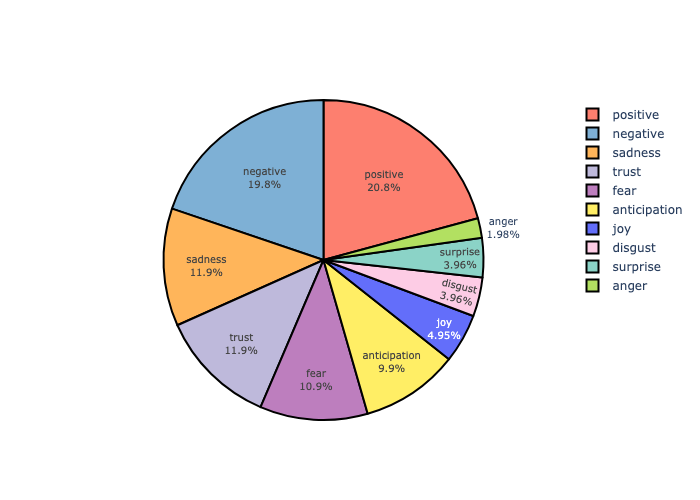 positive
20.8%
negative
19.8%
sadness
11.9%
trust
11.9%
fear
10.9%
anticipation
9.9%
joy
4.95%
disgust
3.96%
surprise
3.96%
anger
1.98%
positive
negative
sadness
trust
fear
anticipation
joy
disgust
surprise
anger